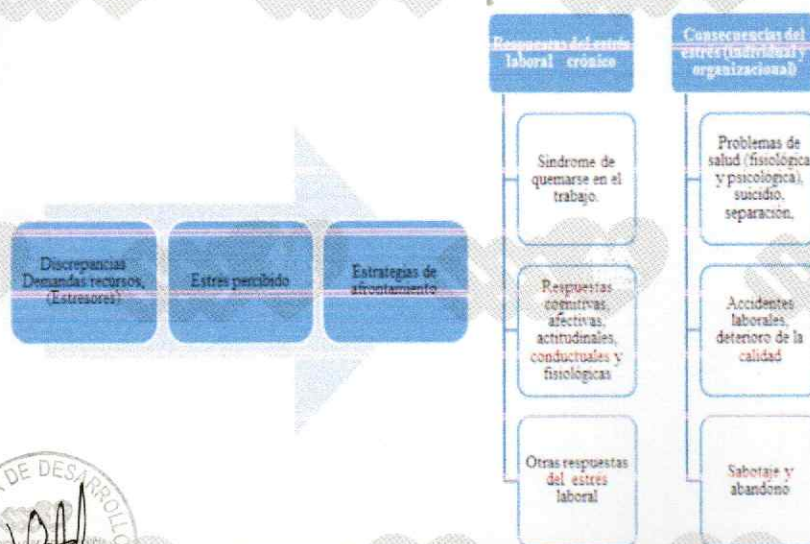 Discrepancias
Demandas recursos,
(Estresores)
Estrés percibido
Estrategias de
afrontamiento
Respuestas del estrés
laboral crónico
Síndrome de
quemarse en el
trabajo.
Respuestas
cognitivas,
afectivas,
actitudinales,
conductuales y
fisiológicas
Otras respuestas
del estrés
laboral
Consecuencias del
estrés (individual y
organizacional)
Problemas de
salud (fisiológica
y psicológica),
suicidio,
separación,
Accidentes
laborales,
deterioro de la
calidad
Sabotaje y
abandono
DE DESARROLLO